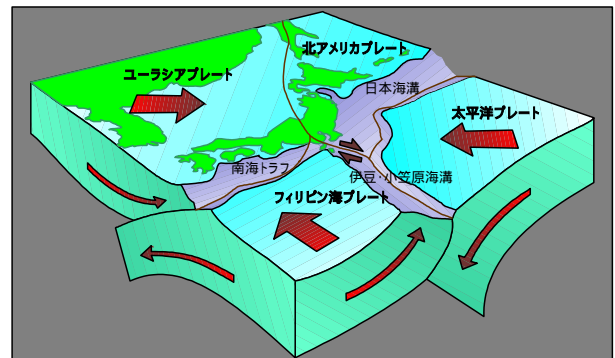 北アメリカプレート
ユーラシアプレート
日本海溝
太平洋プレート
南海トラフ
伊豆・小笠原海溝
フィリピン海プレート